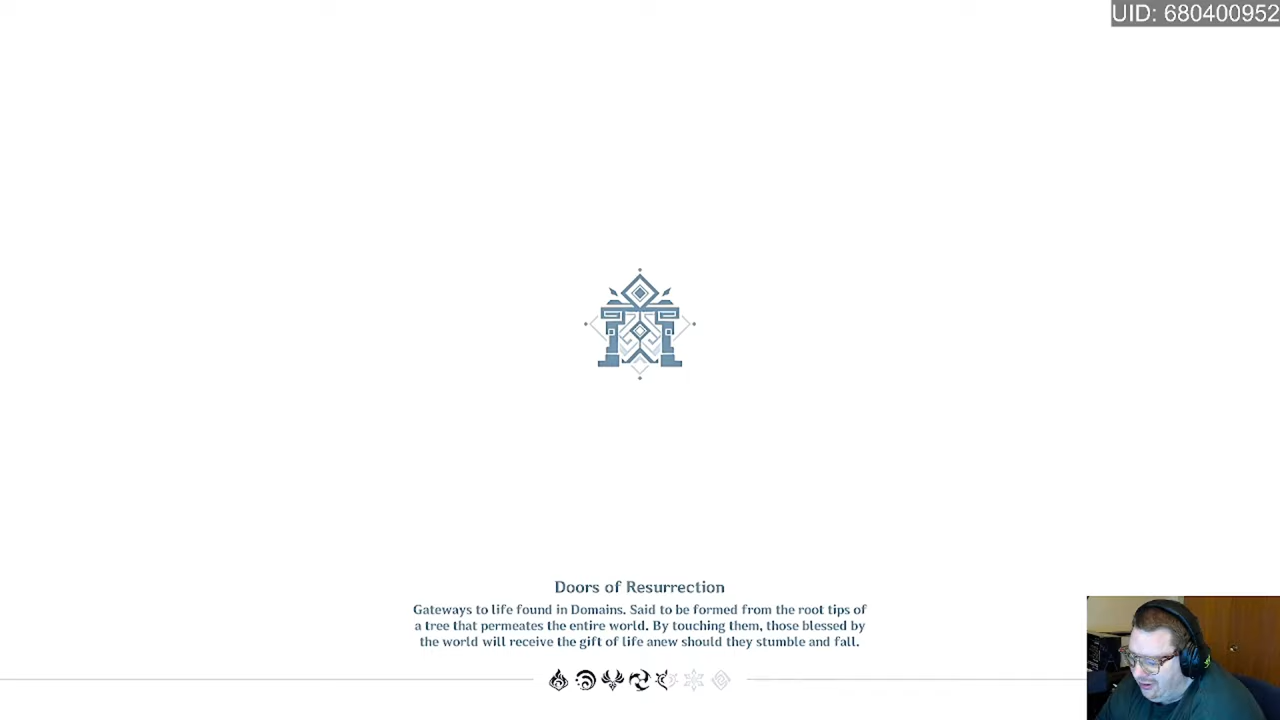 UID: 680400952
Doors of Resurrection
Gateways to life found in Domains. Said to be formed from the root tips of
a tree that permeates the entire world. By touching them, those blessed by
the world will receive the gift of life anew should they stumble and fall.